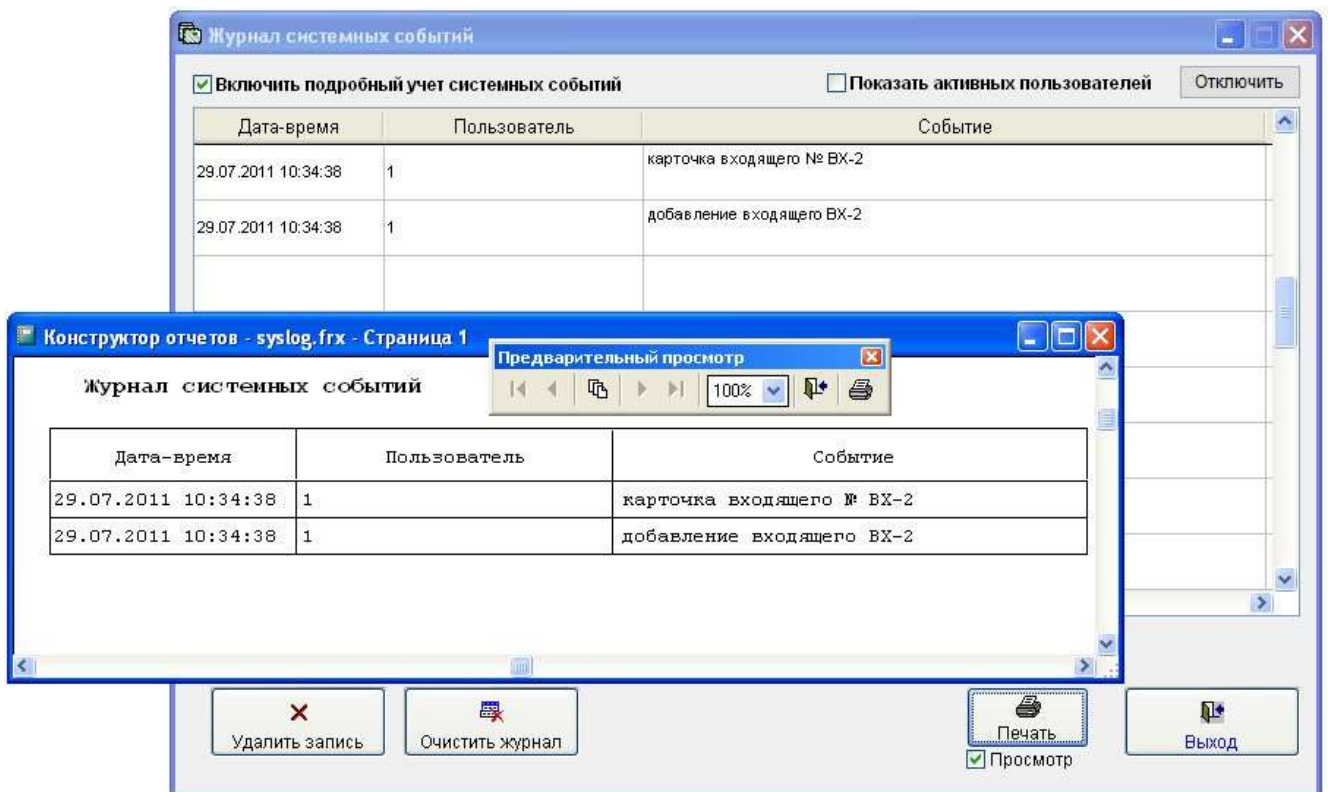 Журнал системных событий
Включить подробный учет системных событий Показать активных пользователей Отключить
Дата-время Пользователь Событие
29.07.2011 10:34:38 1 карточка входящего № ВХ-2
29.07.2011 10:34:38 1 добавление входящего ВХ-2
Конструктор отчетов - syslog.frx - Страница 1
Предварительный просмотр
Журнал системных событий
100%
Дата-время Пользователь Событие
29.07.2011 10:34:38 1 карточка входящего № ВХ-2
29.07.2011 10:34:38 1 добавление входящего ВХ-2
Удалить запись Очистить журнал Печать Выход
Просмотр